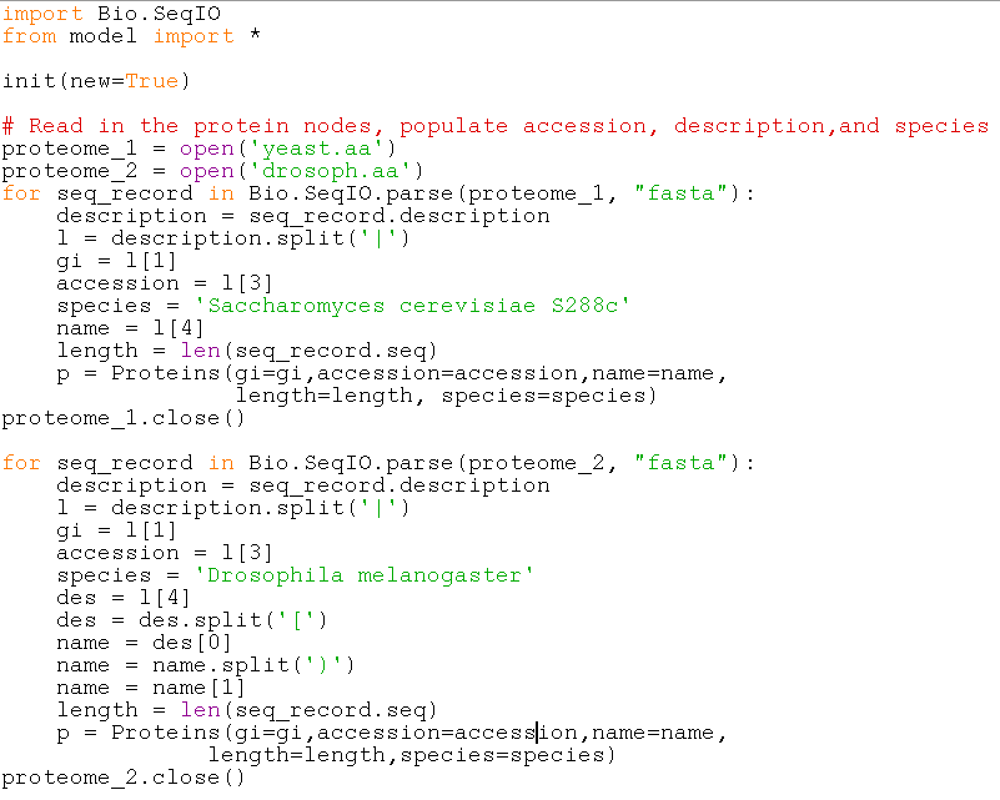 import Bio.SeqIO
from model import *
init(new=True)
# Read in the protein nodes, populate accession, description,and species
proteome_1 = open('yeast.aa')
proteome_2 = open('drosoph.aa')
for seq_record in Bio.SeqIO.parse(proteome_1, "fasta"):
    description = seq_record.description
    l = description.split('|')
    gi = l[1]
    accession = l[3]
    species = 'Saccharomyces cerevisiae S288c'
    name = l[4]
    length = len(seq_record.seq)
    p = Proteins(gi=gi,accession=accession,name=name,
                 length=length, species=species)
proteome_1.close()
for seq_record in Bio.SeqIO.parse(proteome_2, "fasta"):
    description = seq_record.description
    l = description.split('|')
    gi = l[1]
    accession = l[3]
    species = 'Drosophila melanogaster'
    des = l[4]
    des = des.split('[')
    name = des[0]
    name = name.split(')')
    name = name[1]
    length = len(seq_record.seq)
    p = Proteins(gi=gi,accession=accession,name=name,
               length=length,species=species)
proteome_2.close()